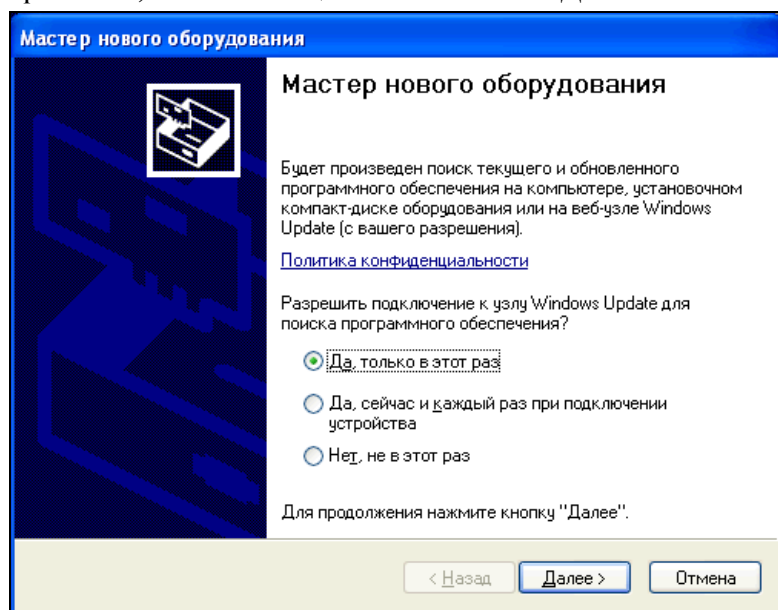 Мастер нового оборудования
Мастер нового оборудования
Будет произведен поиск текущего и обновленного
программного обеспечения на компьютере, установочном
компакт-диске оборудования или на веб-узле Windows
Update (с вашего разрешения).
Политика конфиденциальности
Разрешить подключение к узлу Windows Update для
поиска программного обеспечения?
Да, только в этот раз
Да, сейчас и каждый раз при подключении
устройства
Нет, не в этот раз
Для продолжения нажмите кнопку "Далее".
< Назад Далее > Отмена